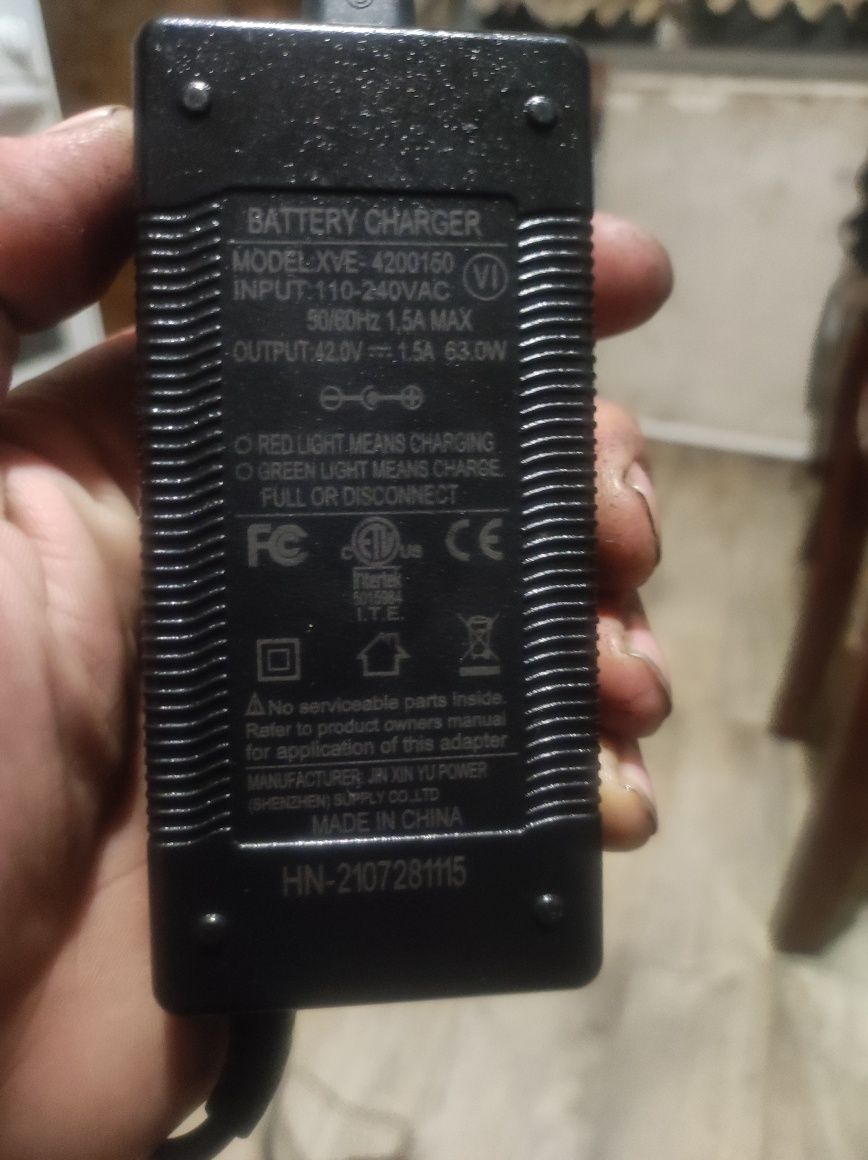 BATTERY CHARGER
MODEL:XVE-4200150
VI
INPUT:110-240VAC
50/60Hz 1,5A MAX
OUTPUT:42.0V 1.5A 63.0W
RED LIGHT MEANS CHARGING
GREEN LIGHT MEANS CHARGE.
FULL OR DISCONNECT
FC
C ETL US
CE
Intertek
5015984
I.T.E.
No serviceable parts inside.
Refer to product owners manual
for application of this adapter
MANUFACTURER: JIN XIN YU POWER
(SHENZHEN) SUPPLY CO.,LTD
MADE IN CHINA
HN-2107281115